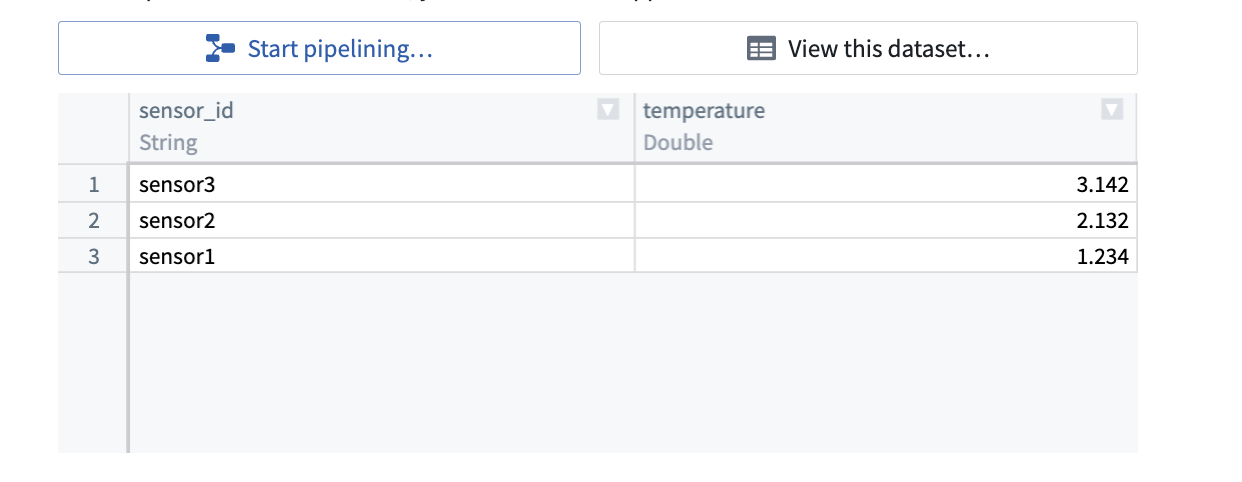 Start pipelining…
View this dataset…
sensor_id temperature
String Double
1 sensor3 3.142
2 sensor2 2.132
3 sensor1 1.234